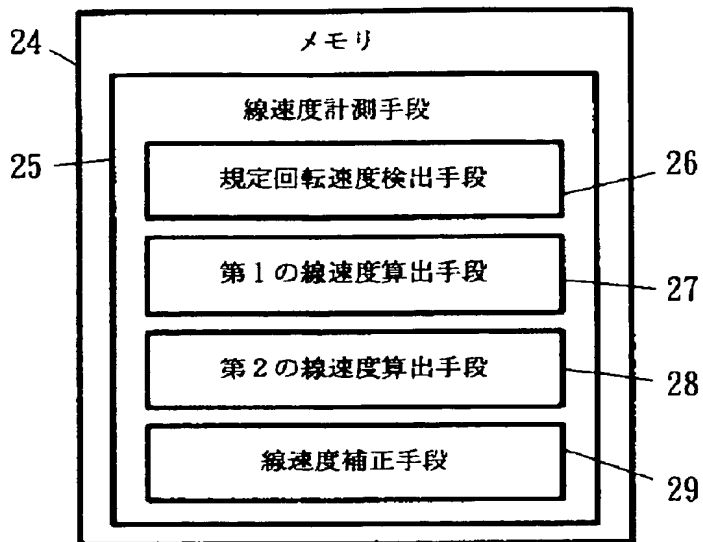 24
メモリ
線速度計測手段
25
規定回転速度検出手段
26
第1の線速度算出手段
27
第2の線速度算出手段
28
線速度補正手段
29